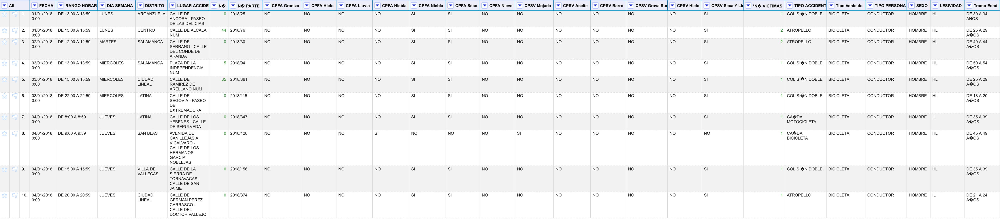 All FECHA RANGO HORAR DIA SEMANA DISTRITO LUGAR ACCIDE N� N� PARTE CPFA Granizo CPFA Hielo CPFA Lluvia CPFA Niebla CPFA Niebla CPFA Seco CPFA Nieve CPSV Mojada CPSV Aceite CPSV Barro CPSV Grava Sue CPSV Hielo CPSV Seca Y Lir *N� VICTIMAS TIPO ACCIDENT Tipo Vehiculo TIPO PERSONA SEXO LESIVIDAD Tramo Edad
1. 01/01/2018 DE 13:00 A 13:59 LUNES ARGANZUELA CALLE DE 0 2018/25 NO NO NO NO SI SI NO NO NO NO NO NO SI 1 COLISI�N DOBLE BICICLETA CONDUCTOR HOMBRE HL DE 30 A 34
0:00 ANCORA - PASEO ANOS
DE LAS DELICIAS
2. 01/01/2018 DE 15:00 A 15:59 LUNES CENTRO CALLE DE ALCALA 44 2018/76 NO NO NO NO SI SI NO NO NO NO NO NO SI 2 ATROPELLO BICICLETA CONDUCTOR HOMBRE HL DE 25 A 29
0:00 NUM A�OS
3. 02/01/2018 DE 12:00 A 12:59 MARTES SALAMANCA CALLE DE 0 2018/30 NO NO NO NO SI SI NO NO NO NO NO NO SI 2 ATROPELLO BICICLETA CONDUCTOR HOMBRE HL DE 40 A 44
0:00 SERRANO - CALLE A�OS
DEL CONDE DE
ARANDA
4. 03/01/2018 DE 13:00 A 13:59 MIERCOLES SALAMANCA PLAZA DE LA 5 2018/94 NO NO NO NO SI SI NO NO NO NO NO NO SI 1 COLISI�N DOBLE BICICLETA CONDUCTOR HOMBRE HL DE 50 A 54
0:00 INDEPENDENCIA A�OS
NUM
5. 03/01/2018 DE 15:00 A 15:59 MIERCOLES CIUDAD CALLE DE 35 2018/361 NO NO NO NO SI SI NO NO NO NO NO NO SI 1 COLISI�N DOBLE BICICLETA CONDUCTOR HOMBRE HL DE 25 A 29
0:00 LINEAL RAMIREZ DE A�OS
ARELLANO NUM
6. 03/01/2018 DE 22:00 A 22:59 MIERCOLES LATINA CALLE DE 0 2018/115 NO NO NO NO SI SI NO NO NO NO NO NO SI 1 COLISI�N DOBLE BICICLETA CONDUCTOR HOMBRE HL DE 18 A 20
0:00 SEGOVIA - PASEO A�OS
DE
EXTREMADURA
7. 04/01/2018 DE 8:00 A 8:59 JUEVES LATINA CALLE DE LOS 0 2018/347 NO NO NO NO SI SI NO NO NO NO NO NO SI 1 CA�DA BICICLETA CONDUCTOR HOMBRE IL DE 35 A 39
0:00 YEBENES - CALLE MOTOCICLETA A�OS
DE SEPULVEDA
8. 04/01/2018 DE 9:00 A 9:59 JUEVES SAN BLAS AVENIDA DE 0 2018/128 NO NO NO SI NO NO NO SI NO NO NO NO NO 1 CA�DA BICICLETA CONDUCTOR HOMBRE HL DE 45 A 49
0:00 CANILLEJAS A BICICLETA A�OS
VICALVARO -
CALLE DE LOS
HERMANOS
GARCIA
NOBLEJAS
9. 04/01/2018 DE 15:00 A 15:59 JUEVES VILLA DE CALLE DE LA 0 2018/156 NO NO NO NO SI SI NO NO NO NO NO NO SI 1 COLISI�N DOBLE BICICLETA CONDUCTOR HOMBRE HL DE 35 A 39
0:00 VALLECAS SIERRA DE A�OS
TORNAVACAS -
CALLE DE SAN
JAIME
10. 04/01/2018 DE 20:00 A 20:59 JUEVES CIUDAD CALLE DE 0 2018/374 NO NO NO NO SI SI NO NO NO NO NO NO SI 1 ATROPELLO BICICLETA CONDUCTOR HOMBRE IL DE 21 A 24
0:00 LINEAL GERMAN PEREZ A�OS
CARRASCO -
CALLE DEL
DOCTOR VALLEJO